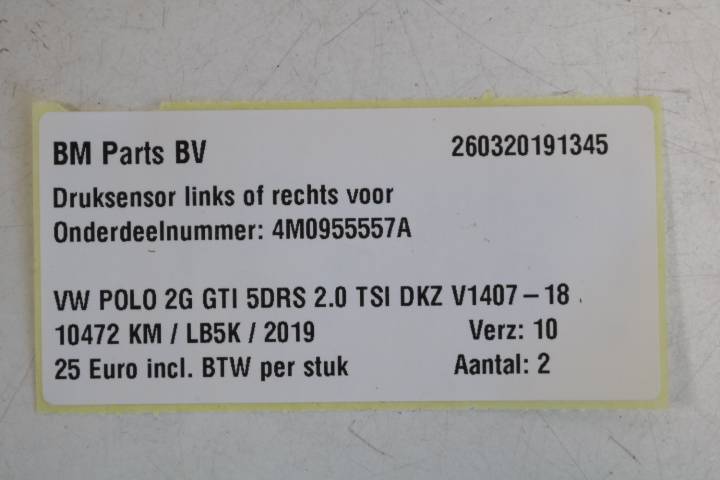 BM Parts BV 260320191345
Druksensor links of rechts voor
Onderdeelnummer: 4M0955557A
VW POLO 2G GTI 5DRS 2.0 TSI DKZ V1407-18
10472 KM / LB5K / 2019 Verz: 10
25 Euro incl. BTW per stuk Aantal: 2